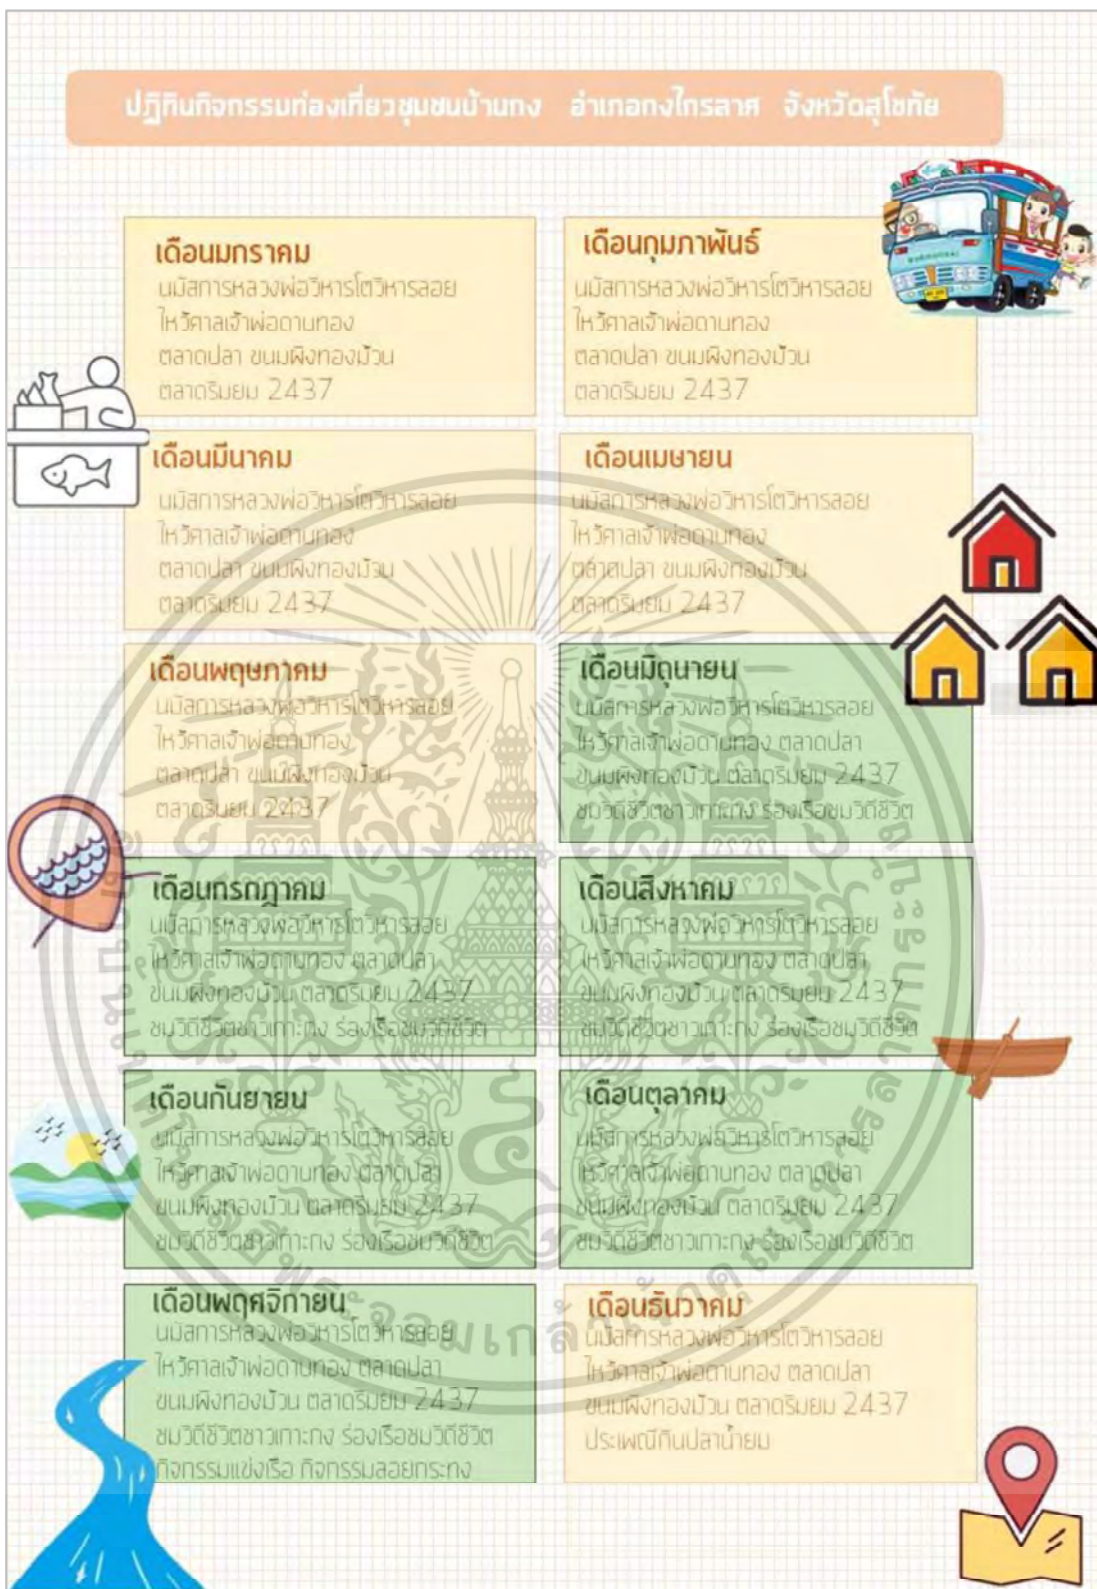 ปฏิทินกิจกรรมท่องเที่ยวชุมชนบ้านกง อำเภอกงไกรลาศ จังหวัดสุโขทัย
เดือนมกราคม
นมัสการหลวงพ่อวิหารโตวิหารลอย
ไหว้ศาลเจ้าพ่อดานทอง
ตลาดปลา ขนมผิงทองม้วน
ตลาดริมยม 2437
เดือนกุมภาพันธ์
นมัสการหลวงพ่อวิหารโตวิหารลอย
ไหว้ศาลเจ้าพ่อดานทอง
ตลาดปลา ขนมผิงทองม้วน
ตลาดริมยม 2437
เดือนมีนาคม
นมัสการหลวงพ่อวิหารโตวิหารลอย
ไหว้ศาลเจ้าพ่อดานทอง
ตลาดปลา ขนมผิงทองม้วน
ตลาดริมยม 2437
เดือนเมษายน
นมัสการหลวงพ่อวิหารโตวิหารลอย
ไหว้ศาลเจ้าพ่อดานทอง
ตลาดปลา ขนมผิงทองม้วน
ตลาดริมยม 2437
เดือนพฤษภาคม
นมัสการหลวงพ่อวิหารโตวิหารลอย
ไหว้ศาลเจ้าพ่อดานทอง
ตลาดปลา ขนมผิงทองม้วน
ตลาดริมยม 2437
เดือนมิถุนายน
นมัสการหลวงพ่อวิหารโตวิหารลอย
ไหว้ศาลเจ้าพ่อดานทอง ตลาดปลา
ขนมผิงทองม้วน ตลาดริมยม 2437
ชมวิถีชีวิตชาวเกาะกง ร่องเรือชมวิถีชีวิต
เดือนกรกฎาคม
นมัสการหลวงพ่อวิหารโตวิหารลอย
ไหว้ศาลเจ้าพ่อดานทอง ตลาดปลา
ขนมผิงทองม้วน ตลาดริมยม 2437
ชมวิถีชีวิตชาวเกาะกง ร่องเรือชมวิถีชีวิต
เดือนสิงหาคม
นมัสการหลวงพ่อวิหารโตวิหารลอย
ไหว้ศาลเจ้าพ่อดานทอง ตลาดปลา
ขนมผิงทองม้วน ตลาดริมยม 2437
ชมวิถีชีวิตชาวเกาะกง ร่องเรือชมวิถีชีวิต
เดือนกันยายน
นมัสการหลวงพ่อวิหารโตวิหารลอย
ไหว้ศาลเจ้าพ่อดานทอง ตลาดปลา
ขนมผิงทองม้วน ตลาดริมยม 2437
ชมวิถีชีวิตชาวเกาะกง ร่องเรือชมวิถีชีวิต
เดือนตุลาคม
นมัสการหลวงพ่อวิหารโตวิหารลอย
ไหว้ศาลเจ้าพ่อดานทอง ตลาดปลา
ขนมผิงทองม้วน ตลาดริมยม 2437
ชมวิถีชีวิตชาวเกาะกง ร่องเรือชมวิถีชีวิต
เดือนพฤศจิกายน
นมัสการหลวงพ่อวิหารโตวิหารลอย
ไหว้ศาลเจ้าพ่อดานทอง ตลาดปลา
ขนมผิงทองม้วน ตลาดริมยม 2437
ชมวิถีชีวิตชาวเกาะกง ร่องเรือชมวิถีชีวิต
กิจกรรมแข่งเรือ กิจกรรมลอยกระทง
เดือนธันวาคม
นมัสการหลวงพ่อวิหารโตวิหารลอย
ไหว้ศาลเจ้าพ่อดานทอง ตลาดปลา
ขนมผิงทองม้วน ตลาดริมยม 2437
ประเพณีกินปลาน้ำยม